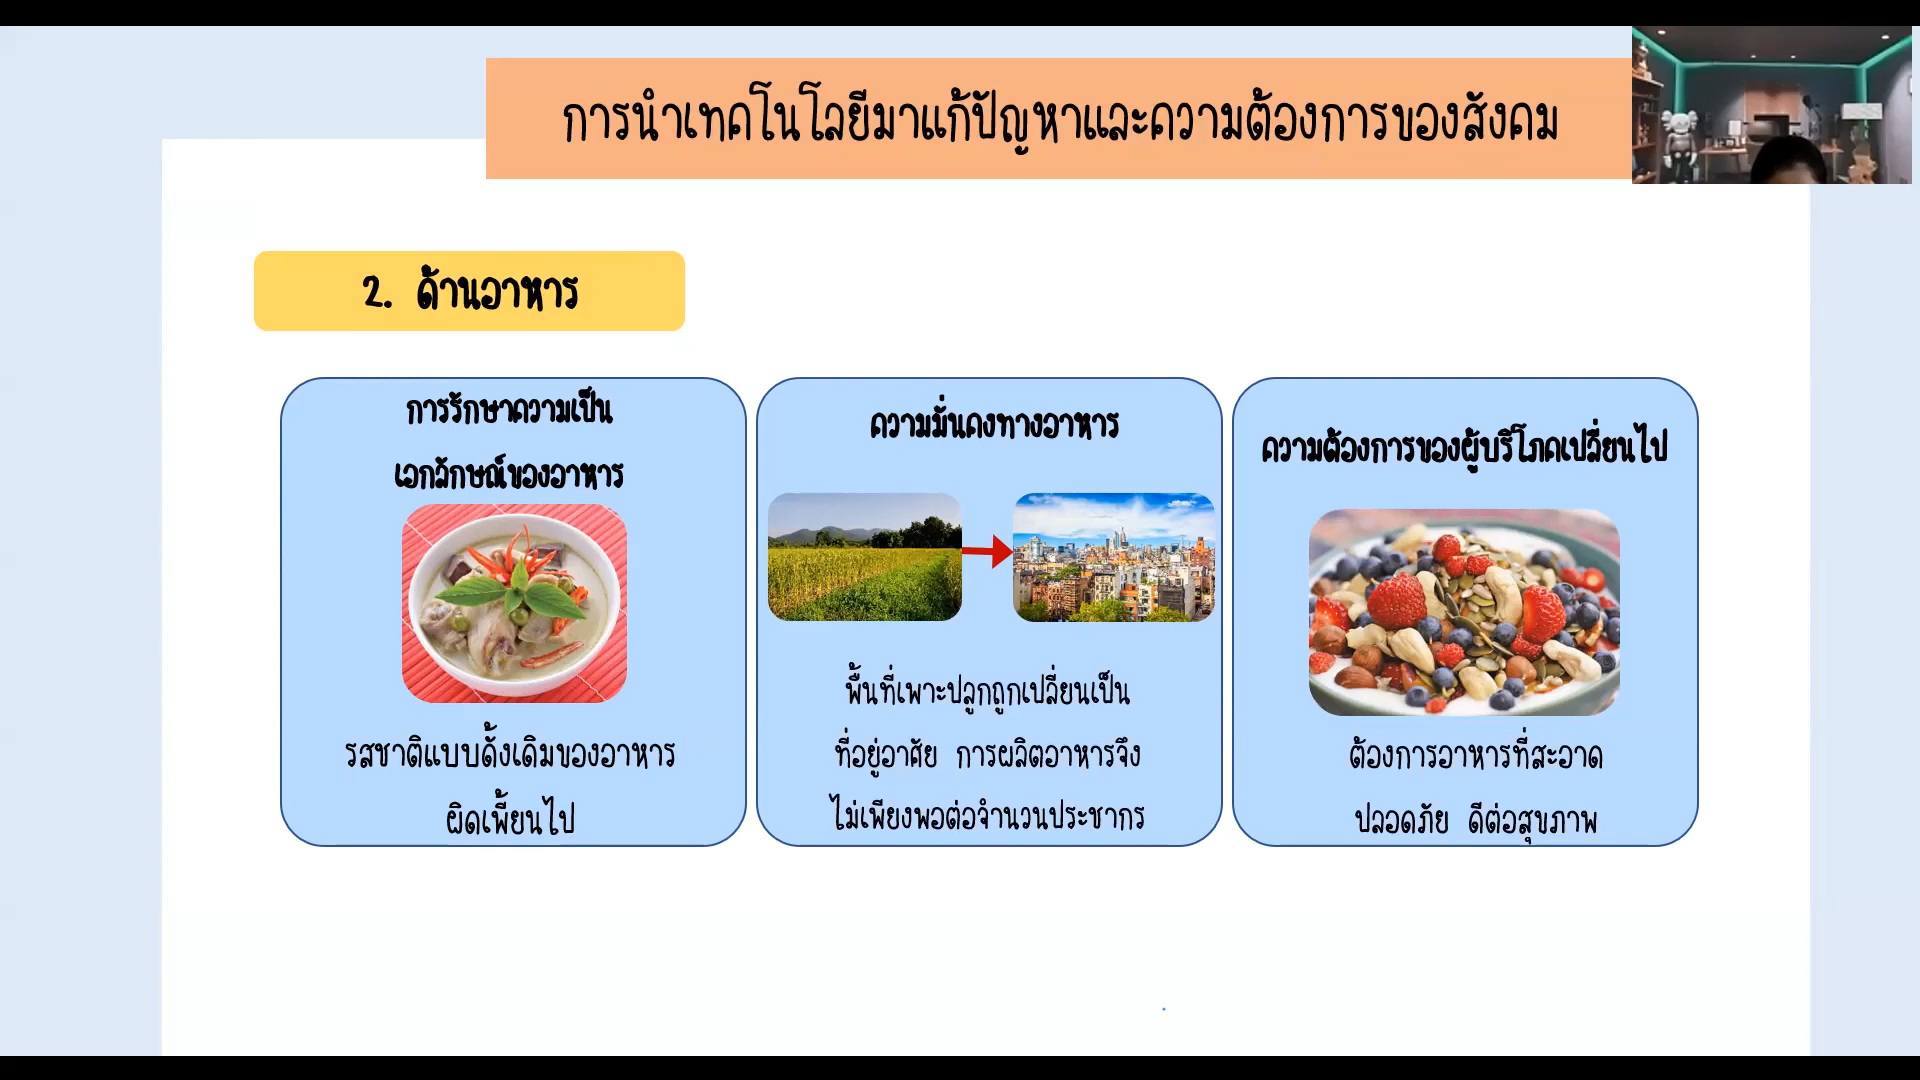 การนำเทคโนโลยีมาแก้ปัญหาและความต้องการของสังคม
2. ด้านอาหาร
การรักษาความเป็น
เอกลักษณ์ของอาหาร
รสชาติแบบดั้งเดิมของอาหาร
ผิดเพี้ยนไป
ความมั่นคงทางอาหาร
พื้นที่เพาะปลูกถูกเปลี่ยนเป็น
ที่อยู่อาศัย การผลิตอาหารจึง
ไม่เพียงพอต่อจำนวนประชากร
ความต้องการของผู้บริโภคเปลี่ยนไป
ต้องการอาหารที่สะอาด
ปลอดภัย ดีต่อสุขภาพ